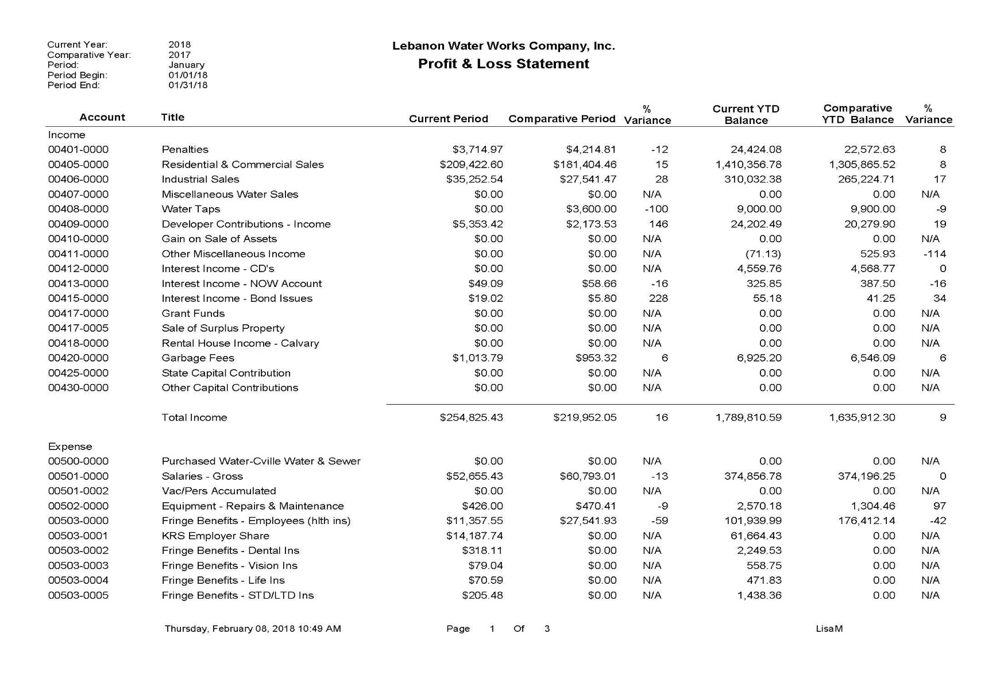 Current Year: 2018
Comparative Year: 2017
Period: January
Period Begin: 01/01/18
Period End: 01/31/18
Lebanon Water Works Company, Inc.
Profit & Loss Statement
Account Title Current Period Comparative Period % Variance Current YTD Balance Comparative YTD Balance % Variance
Income
00401-0000 Penalties $3,714.97 $4,214.81 -12 24,424.08 22,572.63 8
00405-0000 Residential & Commercial Sales $209,422.60 $181,404.46 15 1,410,356.78 1,305,865.52 8
00406-0000 Industrial Sales $35,252.54 $27,541.47 28 310,032.38 265,224.71 17
00407-0000 Miscellaneous Water Sales $0.00 $0.00 N/A 0.00 0.00 N/A
00408-0000 Water Taps $0.00 $3,600.00 -100 9,000.00 9,900.00 -9
00409-0000 Developer Contributions - Income $5,353.42 $2,173.53 146 24,202.49 20,279.90 19
00410-0000 Gain on Sale of Assets $0.00 $0.00 N/A 0.00 0.00 N/A
00411-0000 Other Miscellaneous Income $0.00 $0.00 N/A (71.13) 525.93 -114
00412-0000 Interest Income - CD's $0.00 $0.00 N/A 4,559.76 4,568.77 0
00413-0000 Interest Income - NOW Account $49.09 $58.66 -16 325.85 387.50 -16
00415-0000 Interest Income - Bond Issues $19.02 $5.80 228 55.18 41.25 34
00417-0000 Grant Funds $0.00 $0.00 N/A 0.00 0.00 N/A
00417-0005 Sale of Surplus Property $0.00 $0.00 N/A 0.00 0.00 N/A
00418-0000 Rental House Income - Calvary $0.00 $0.00 N/A 0.00 0.00 N/A
00420-0000 Garbage Fees $1,013.79 $953.32 6 6,925.20 6,546.09 6
00425-0000 State Capital Contribution $0.00 $0.00 N/A 0.00 0.00 N/A
00430-0000 Other Capital Contributions $0.00 $0.00 N/A 0.00 0.00 N/A
Total Income $254,825.43 $219,952.05 16 1,789,810.59 1,635,912.30 9
Expense
00500-0000 Purchased Water-Cville Water & Sewer $0.00 $0.00 N/A 0.00 0.00 N/A
00501-0000 Salaries - Gross $52,655.43 $60,793.01 -13 374,856.78 374,196.25 0
00501-0002 Vac/Pers Accumulated $0.00 $0.00 N/A 0.00 0.00 N/A
00502-0000 Equipment - Repairs & Maintenance $426.00 $470.41 -9 2,570.18 1,304.46 97
00503-0000 Fringe Benefits - Employees (hlth ins) $11,357.55 $27,541.93 -59 101,939.99 176,412.14 -42
00503-0001 KRS Employer Share $14,187.74 $0.00 N/A 61,664.43 0.00 N/A
00503-0002 Fringe Benefits - Dental Ins $318.11 $0.00 N/A 2,249.53 0.00 N/A
00503-0003 Fringe Benefits - Vision Ins $79.04 $0.00 N/A 558.75 0.00 N/A
00503-0004 Fringe Benefits - Life Ins $70.59 $0.00 N/A 471.83 0.00 N/A
00503-0005 Fringe Benefits - STD/LTD Ins $205.48 $0.00 N/A 1,438.36 0.00 N/A
Thursday, February 08, 2018 10:49 AM Page 1 Of 3 LisaM